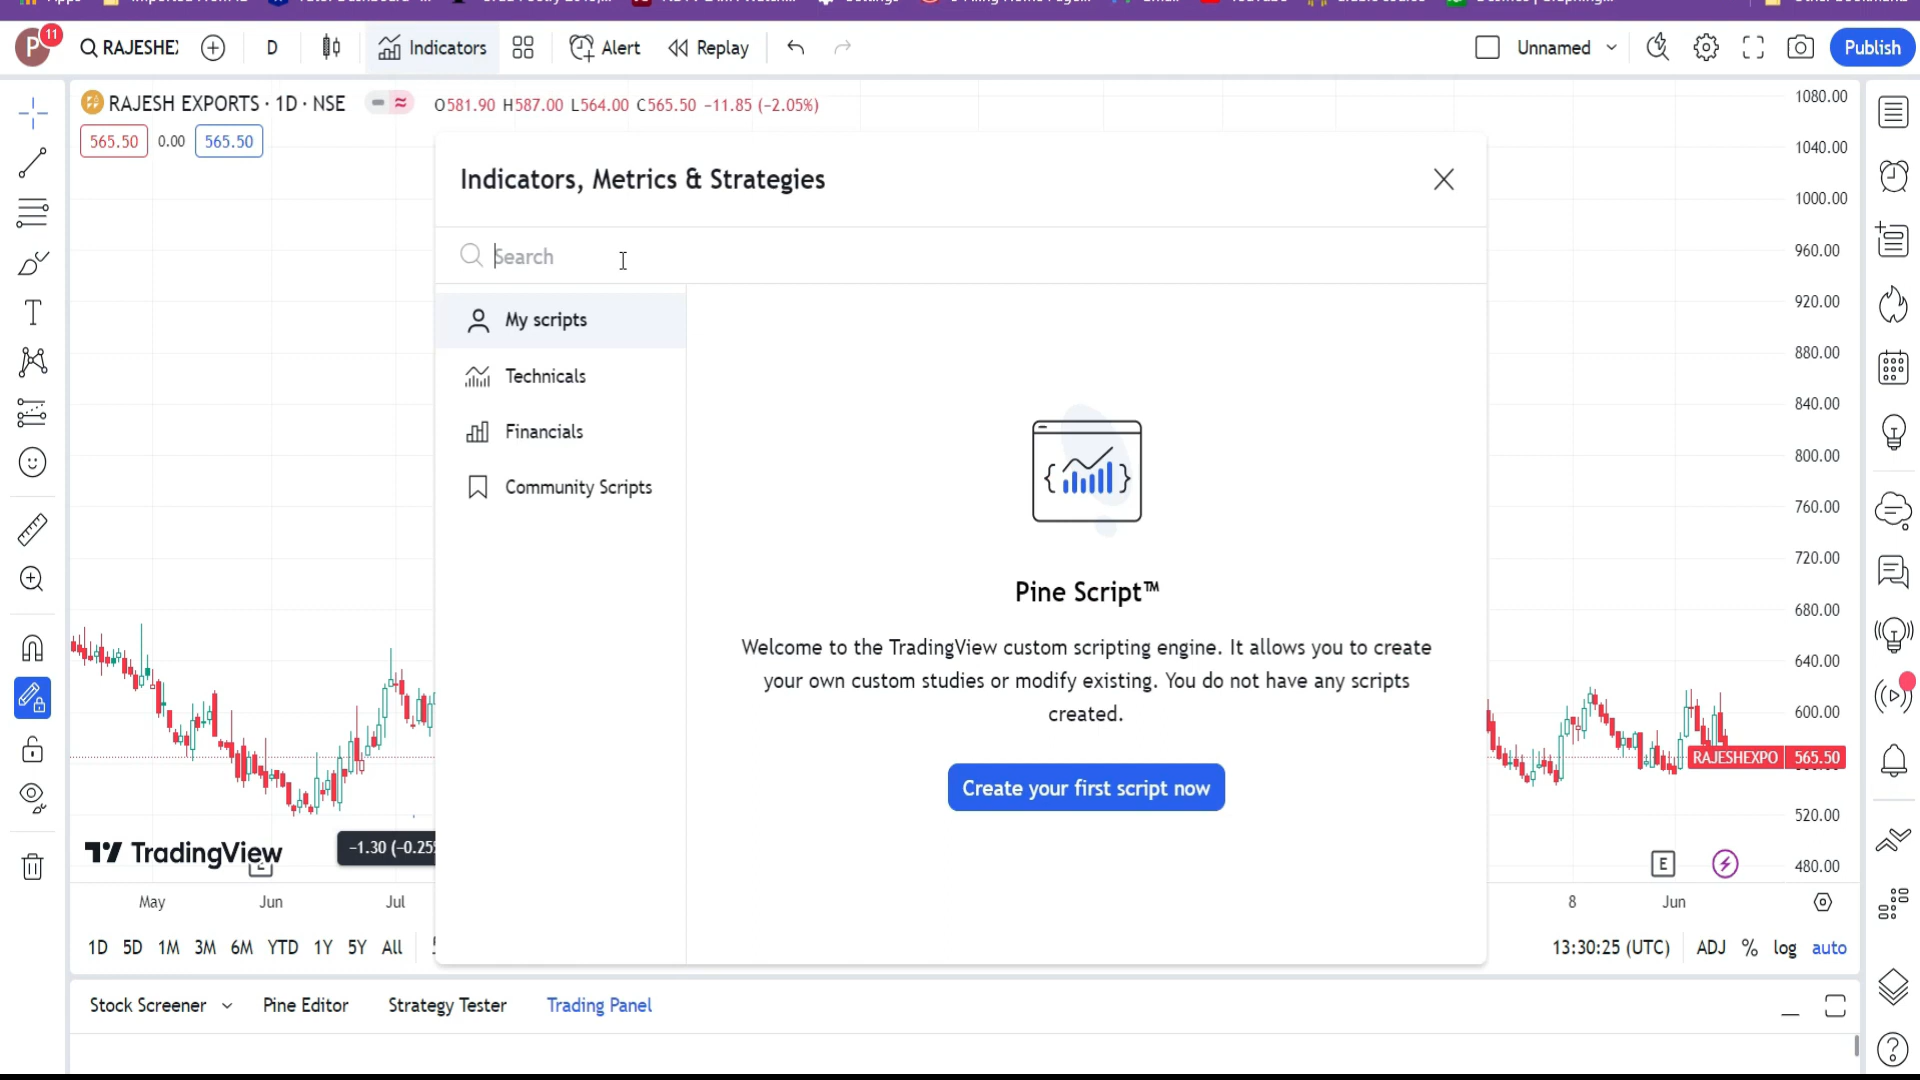 P 11 RAJESHE D Indicators Alert Replay Unnamed Publish
RAJESH EXPORTS · 1D · NSE O581.90 H587.00 L564.00 C565.50 −11.85 (−2.05%)
565.50 0.00 565.50
Indicators, Metrics & Strategies
Search
My scripts
Technicals
Financials
Community Scripts
Pine Script™
Welcome to the TradingView custom scripting engine. It allows you to create
your own custom studies or modify existing. You do not have any scripts
created.
Create your first script now
1080.00
1040.00
1000.00
960.00
920.00
880.00
840.00
800.00
760.00
720.00
680.00
640.00
600.00
RAJESHEXPO 565.50
520.00
480.00
TradingView
−1.30 (−0.25
E
May Jun Jul 8 Jun
1D 5D 1M 3M 6M YTD 1Y 5Y All 13:30:25 (UTC) ADJ % log auto
Stock Screener Pine Editor Strategy Tester Trading Panel